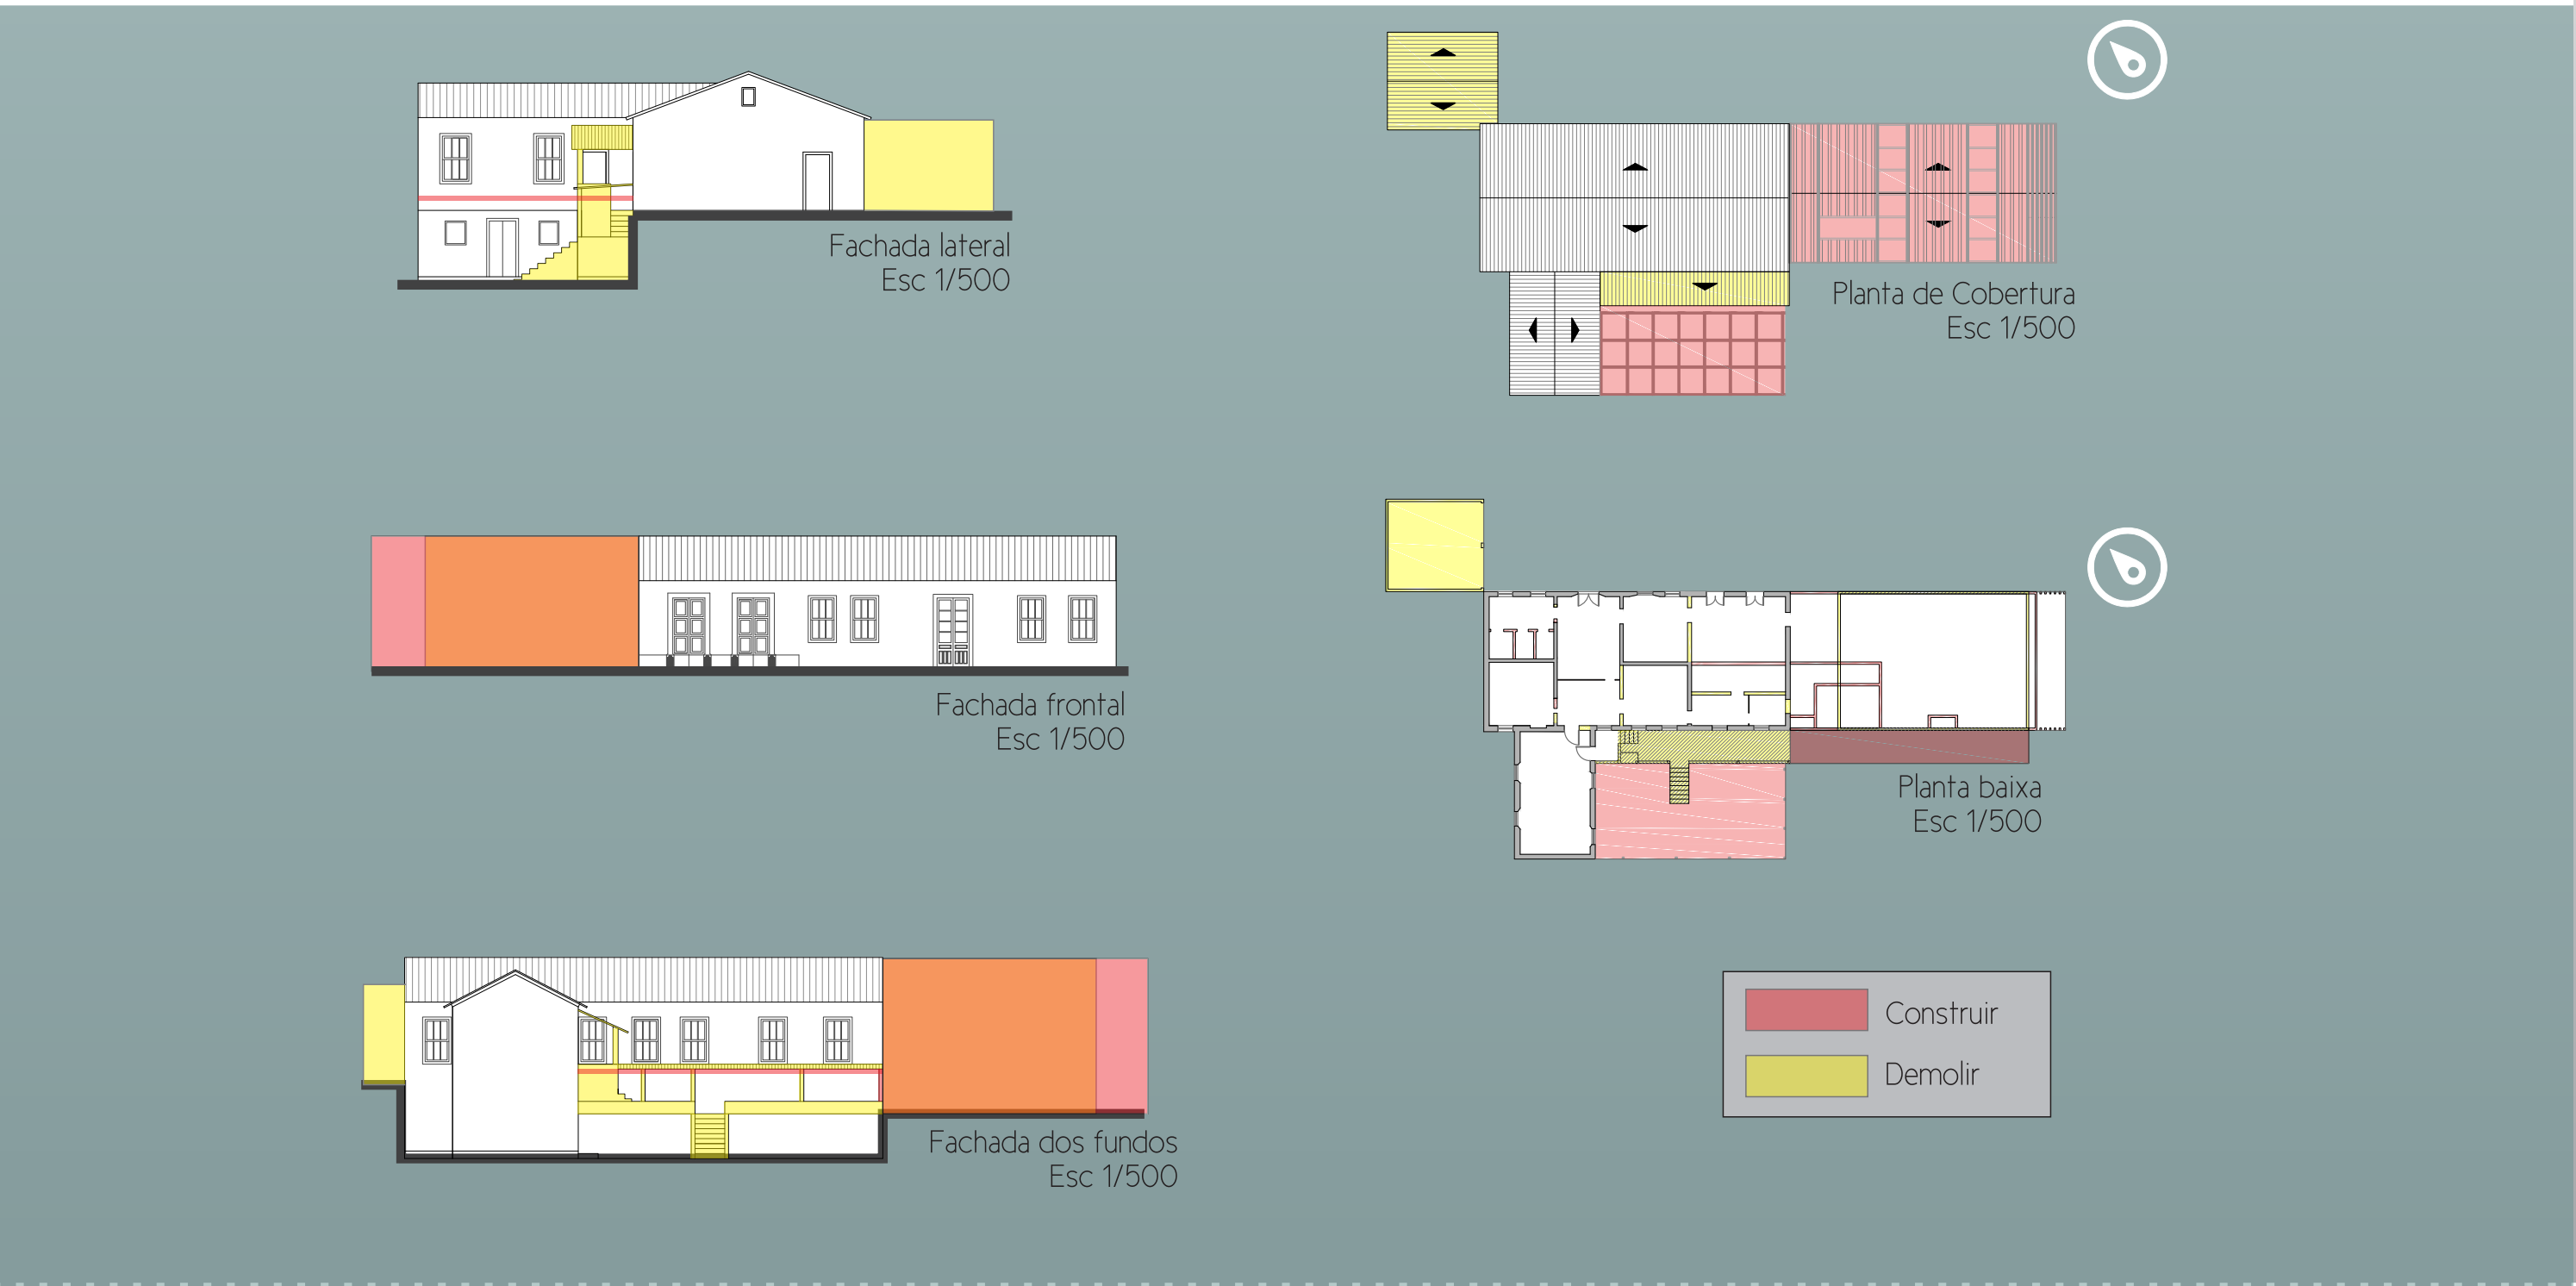 Fachada lateral
Esc 1/500
Planta de Cobertura
Esc 1/500
Fachada frontal
Esc 1/500
Planta baixa
Esc 1/500
Fachada dos fundos
Esc 1/500
Construir
Demolir